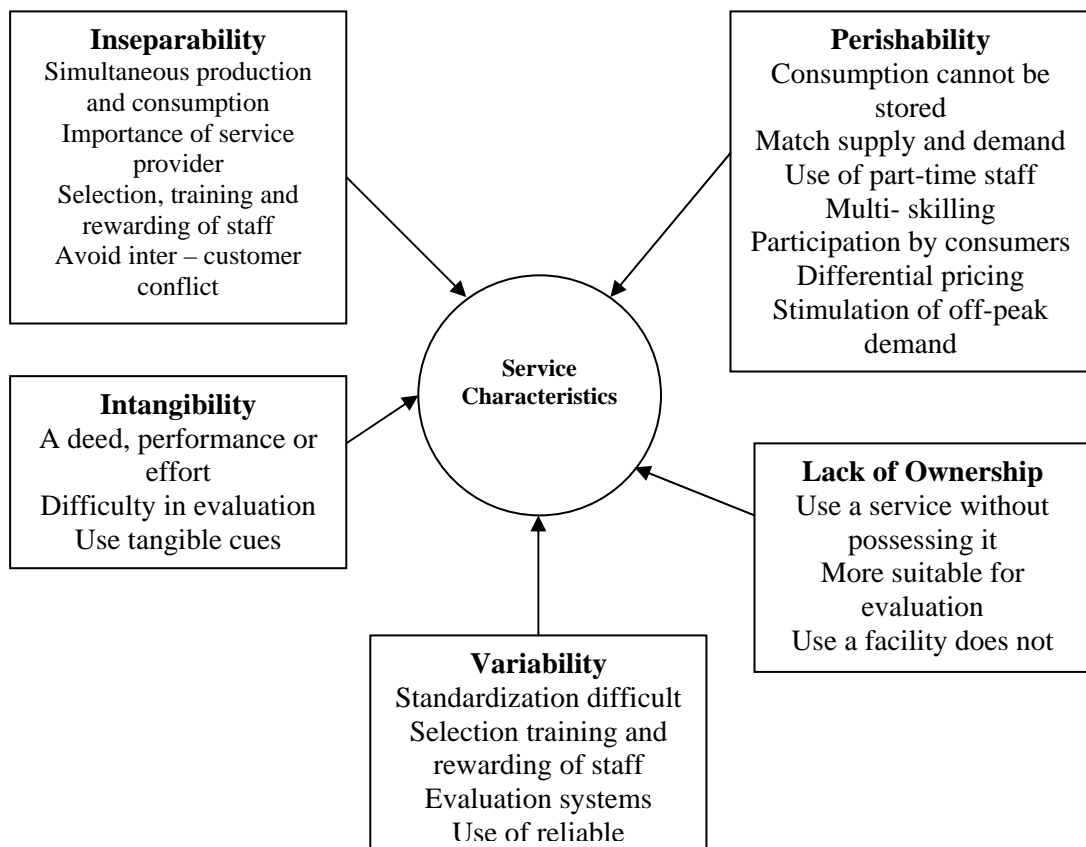 Inseparability
Simultaneous production
and consumption
Importance of service
provider
Selection, training and
rewarding of staff
Avoid inter – customer
conflict
Perishability
Consumption cannot be
stored
Match supply and demand
Use of part-time staff
Multi- skilling
Participation by consumers
Differential pricing
Stimulation of off-peak
demand
Service
Characteristics
Intangibility
A deed, performance or
effort
Difficulty in evaluation
Use tangible cues
Lack of Ownership
Use a service without
possessing it
More suitable for
evaluation
Use a facility does not
Variability
Standardization difficult
Selection training and
rewarding of staff
Evaluation systems
Use of reliable